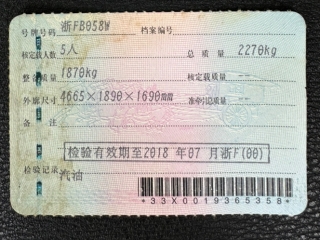 号牌号码 浙FB058W 档案编号
核定载人数 5人 总质量 2270kg
整备质量 1870kg 核定载质量 --
外廓尺寸 4665×1890×1690mm 准牵引总质量 --
备注
检验有效期至2018 年07 月浙F(00)
检验记录 汽油
*33X0019365358*